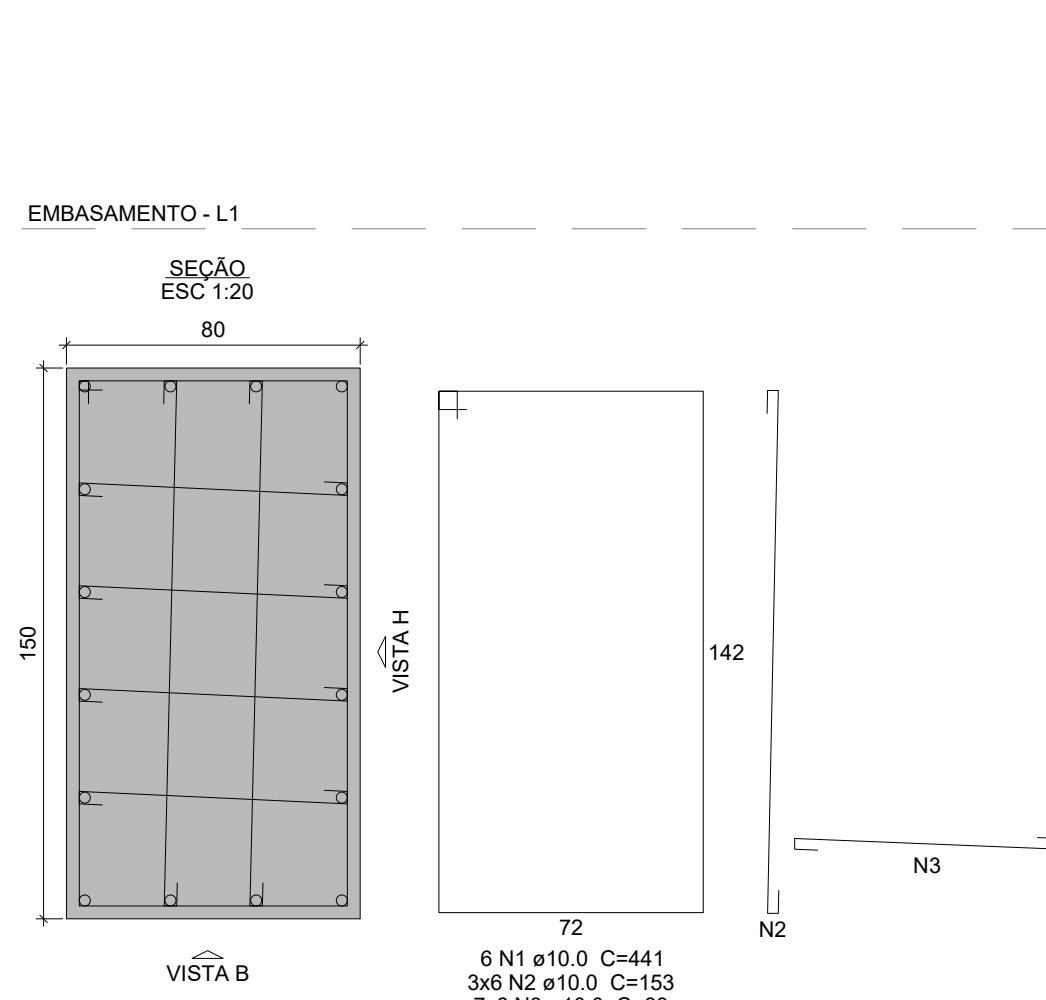 EMBASAMENTO - L1
SEÇÃO
ESC 1:20
80
150
VISTA H
142
N3
72
N2
6 N1 ø10.0 C=441
VISTA B
3x6 N2 ø10.0 C=153